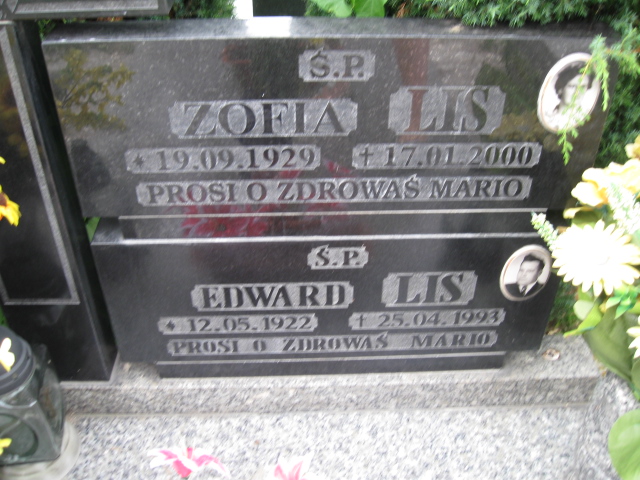 Ś.P.
ZOFIA LIS
* 19.09.1929 † 17.01.2000
PROSI O ZDROWAŚ MARIO
Ś.P.
EDWARD LIS
* 12.05.1922 † 25.04.1993
PROSI O ZDROWAŚ MARIO